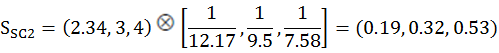 S_SC2 = (2.34, 3, 4) ⊗ [1/12.17, 1/9.5, 1/7.58] = (0.19, 0.32, 0.53)